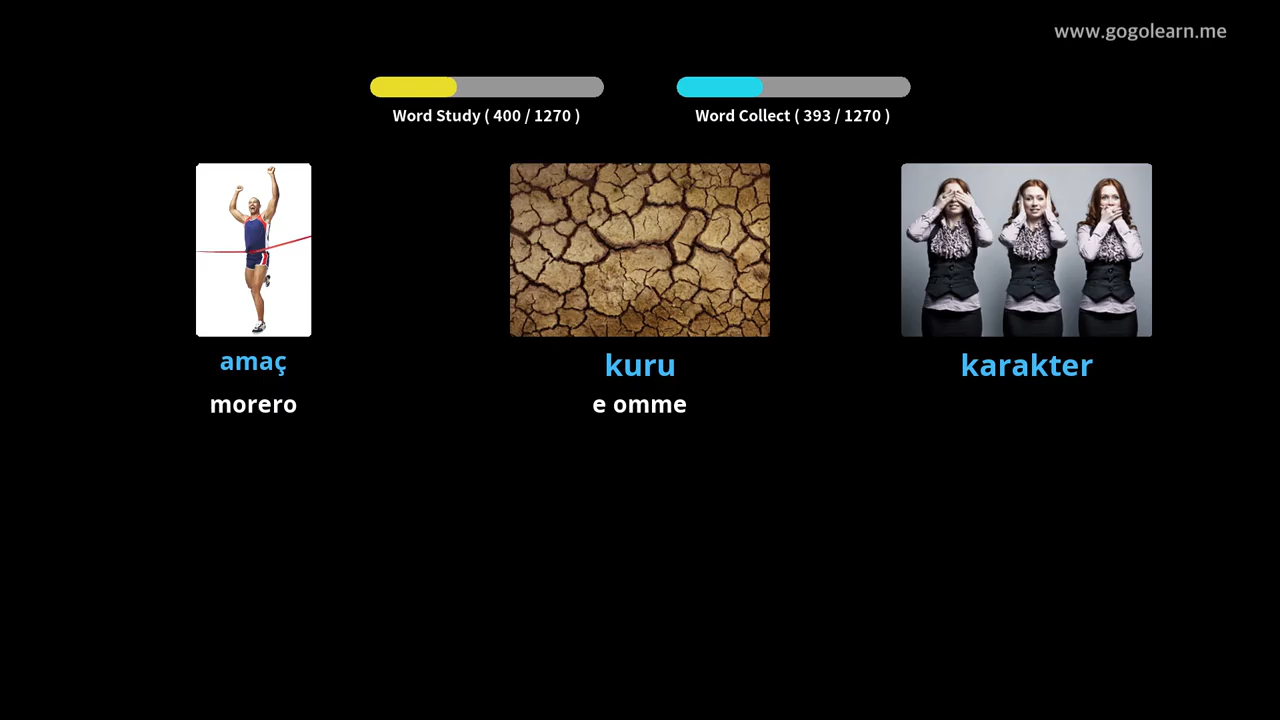 www.gogolearn.me
Word Study ( 400 / 1270 )
Word Collect ( 393 / 1270 )
amaç
kuru
karakter
morero
e omme